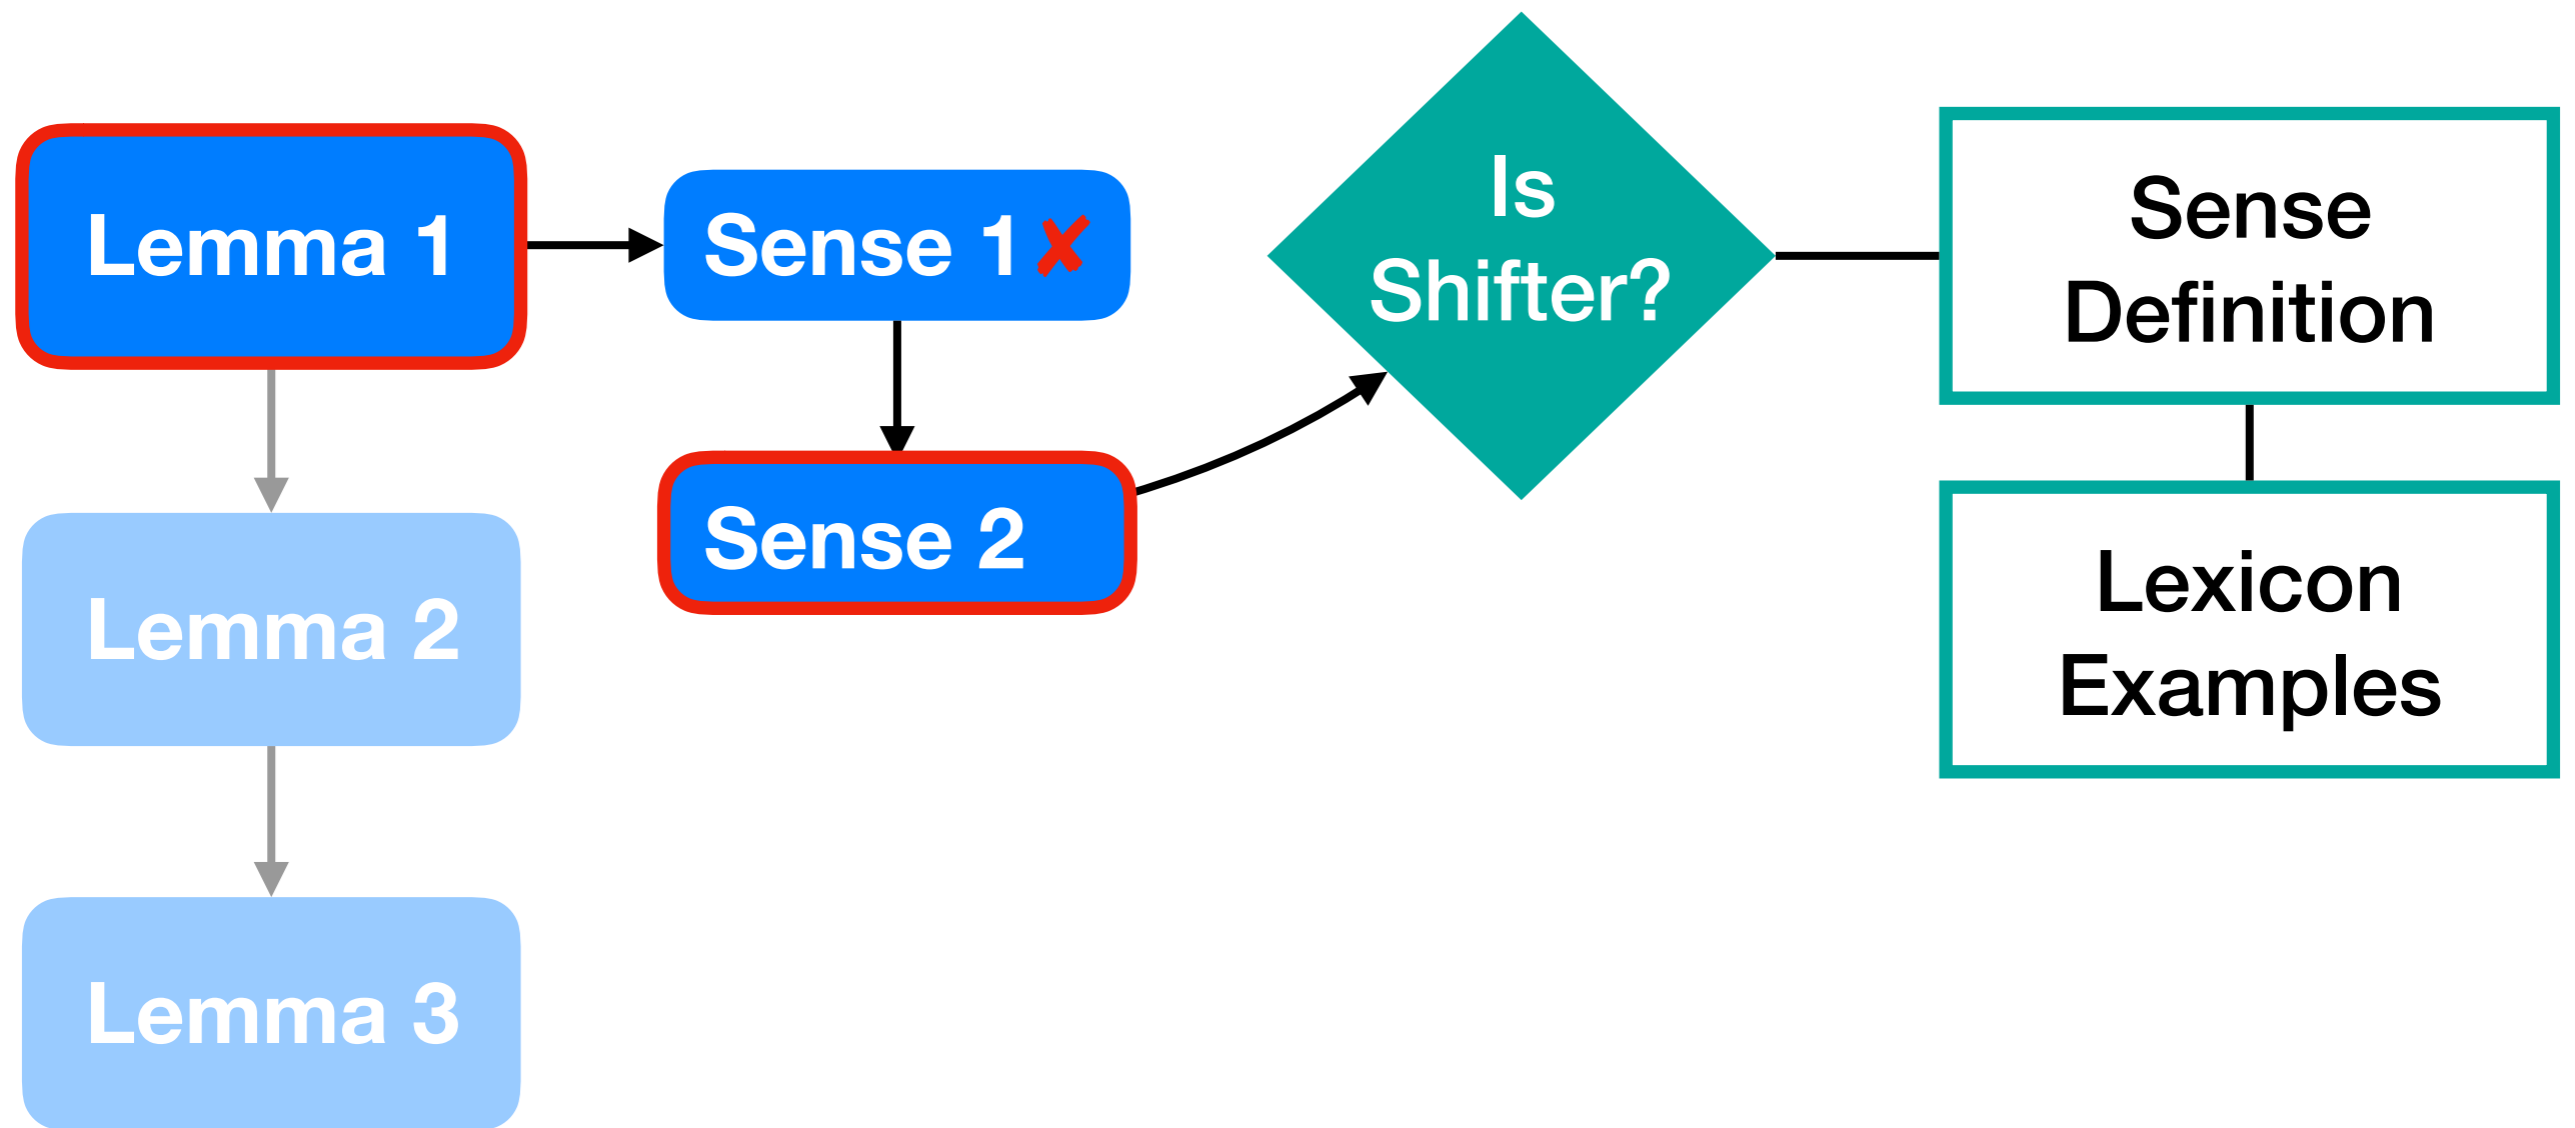 Lemma 1
Sense 1 ✘
Is
Shifter?
Sense
Definition
Sense 2
Lexicon
Examples
Lemma 2
Lemma 3